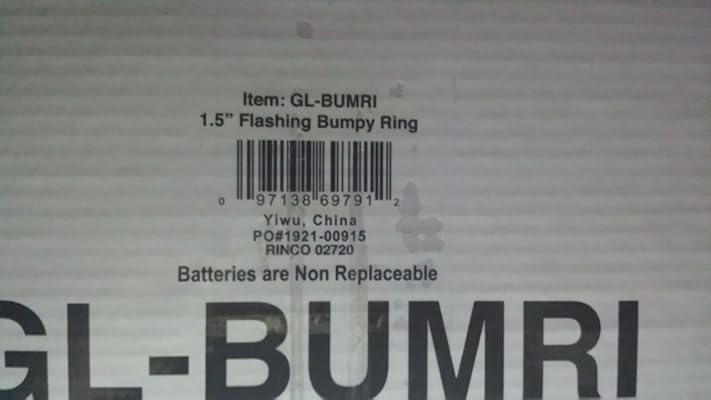 Item: GL-BUMRI
1.5” Flashing Bumpy Ring
0 97138 69791 2
Yiwu, China
PO#1921-00915
RINCO 02720
Batteries are Non Replaceable
GL-BUMRI